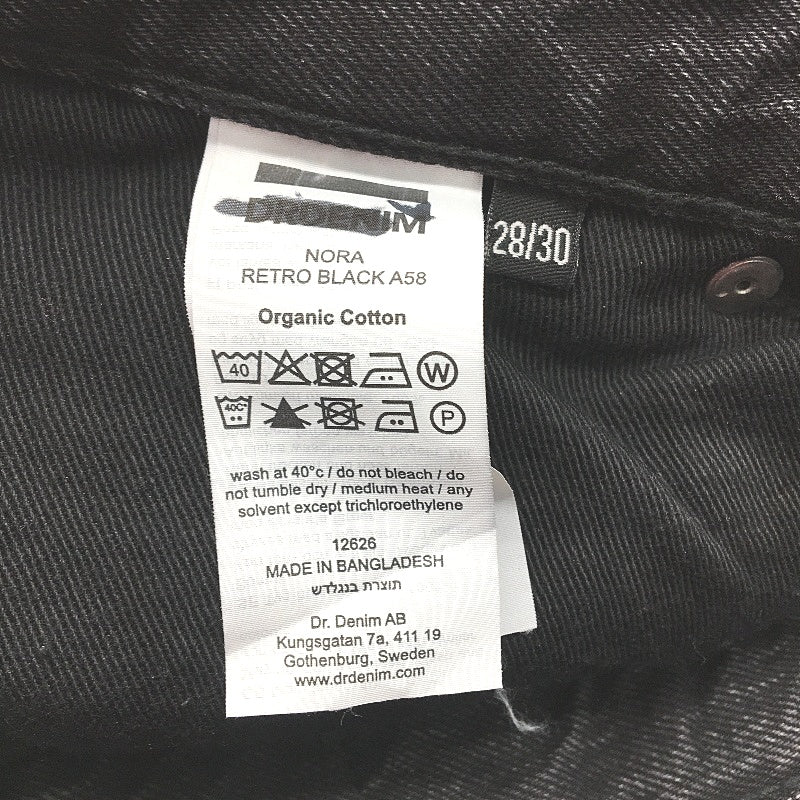 DRDENIM
28/30
NORA
RETRO BLACK A58
Organic Cotton
40
W
40C°
P
wash at 40°c / do not bleach / do
not tumble dry / medium heat / any
solvent except trichloroethylene
12626
MADE IN BANGLADESH
תוצרת בנגלדש
Dr. Denim AB
Kungsgatan 7a, 411 19
Gothenburg, Sweden
www.drdenim.com